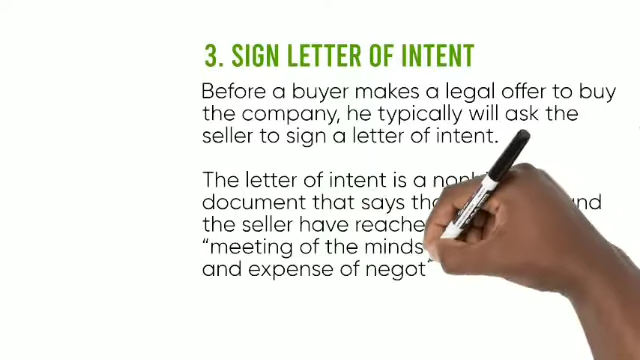 3. SIGN LETTER OF INTENT
Before a buyer makes a legal offer to buy
the company, he typically will ask the
seller to sign a letter of intent.
The letter of intent is a
document that says the
the seller have
"meeting of the minds
and expense of